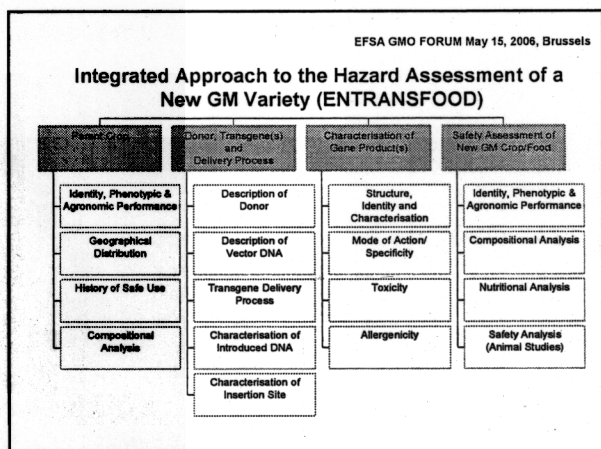 EFSA GMO FORUM May 15, 2006, Brussels
Integrated Approach to the Hazard Assessment of a
New GM Variety (ENTRANSFOOD)
Parent Crop
Donor, Transgene(s)
and
Delivery Process
Characterisation of
Gene Product(s)
Safety Assessment of
New GM Crop/Food
Identity, Phenotypic &
Agronomic Performance
Geographical
Distribution
History of Safe Use
Compositional
Analysis
Description of
Donor
Description of
Vector DNA
Transgene Delivery
Process
Characterisation of
Introduced DNA
Characterisation of
Insertion Site
Structure,
Identity and
Characterisation
Mode of Action/
Specificity
Toxicity
Allergenicity
Identity, Phenotypic &
Agronomic Performance
Compositional Analysis
Nutritional Analysis
Safety Analysis
(Animal Studies)